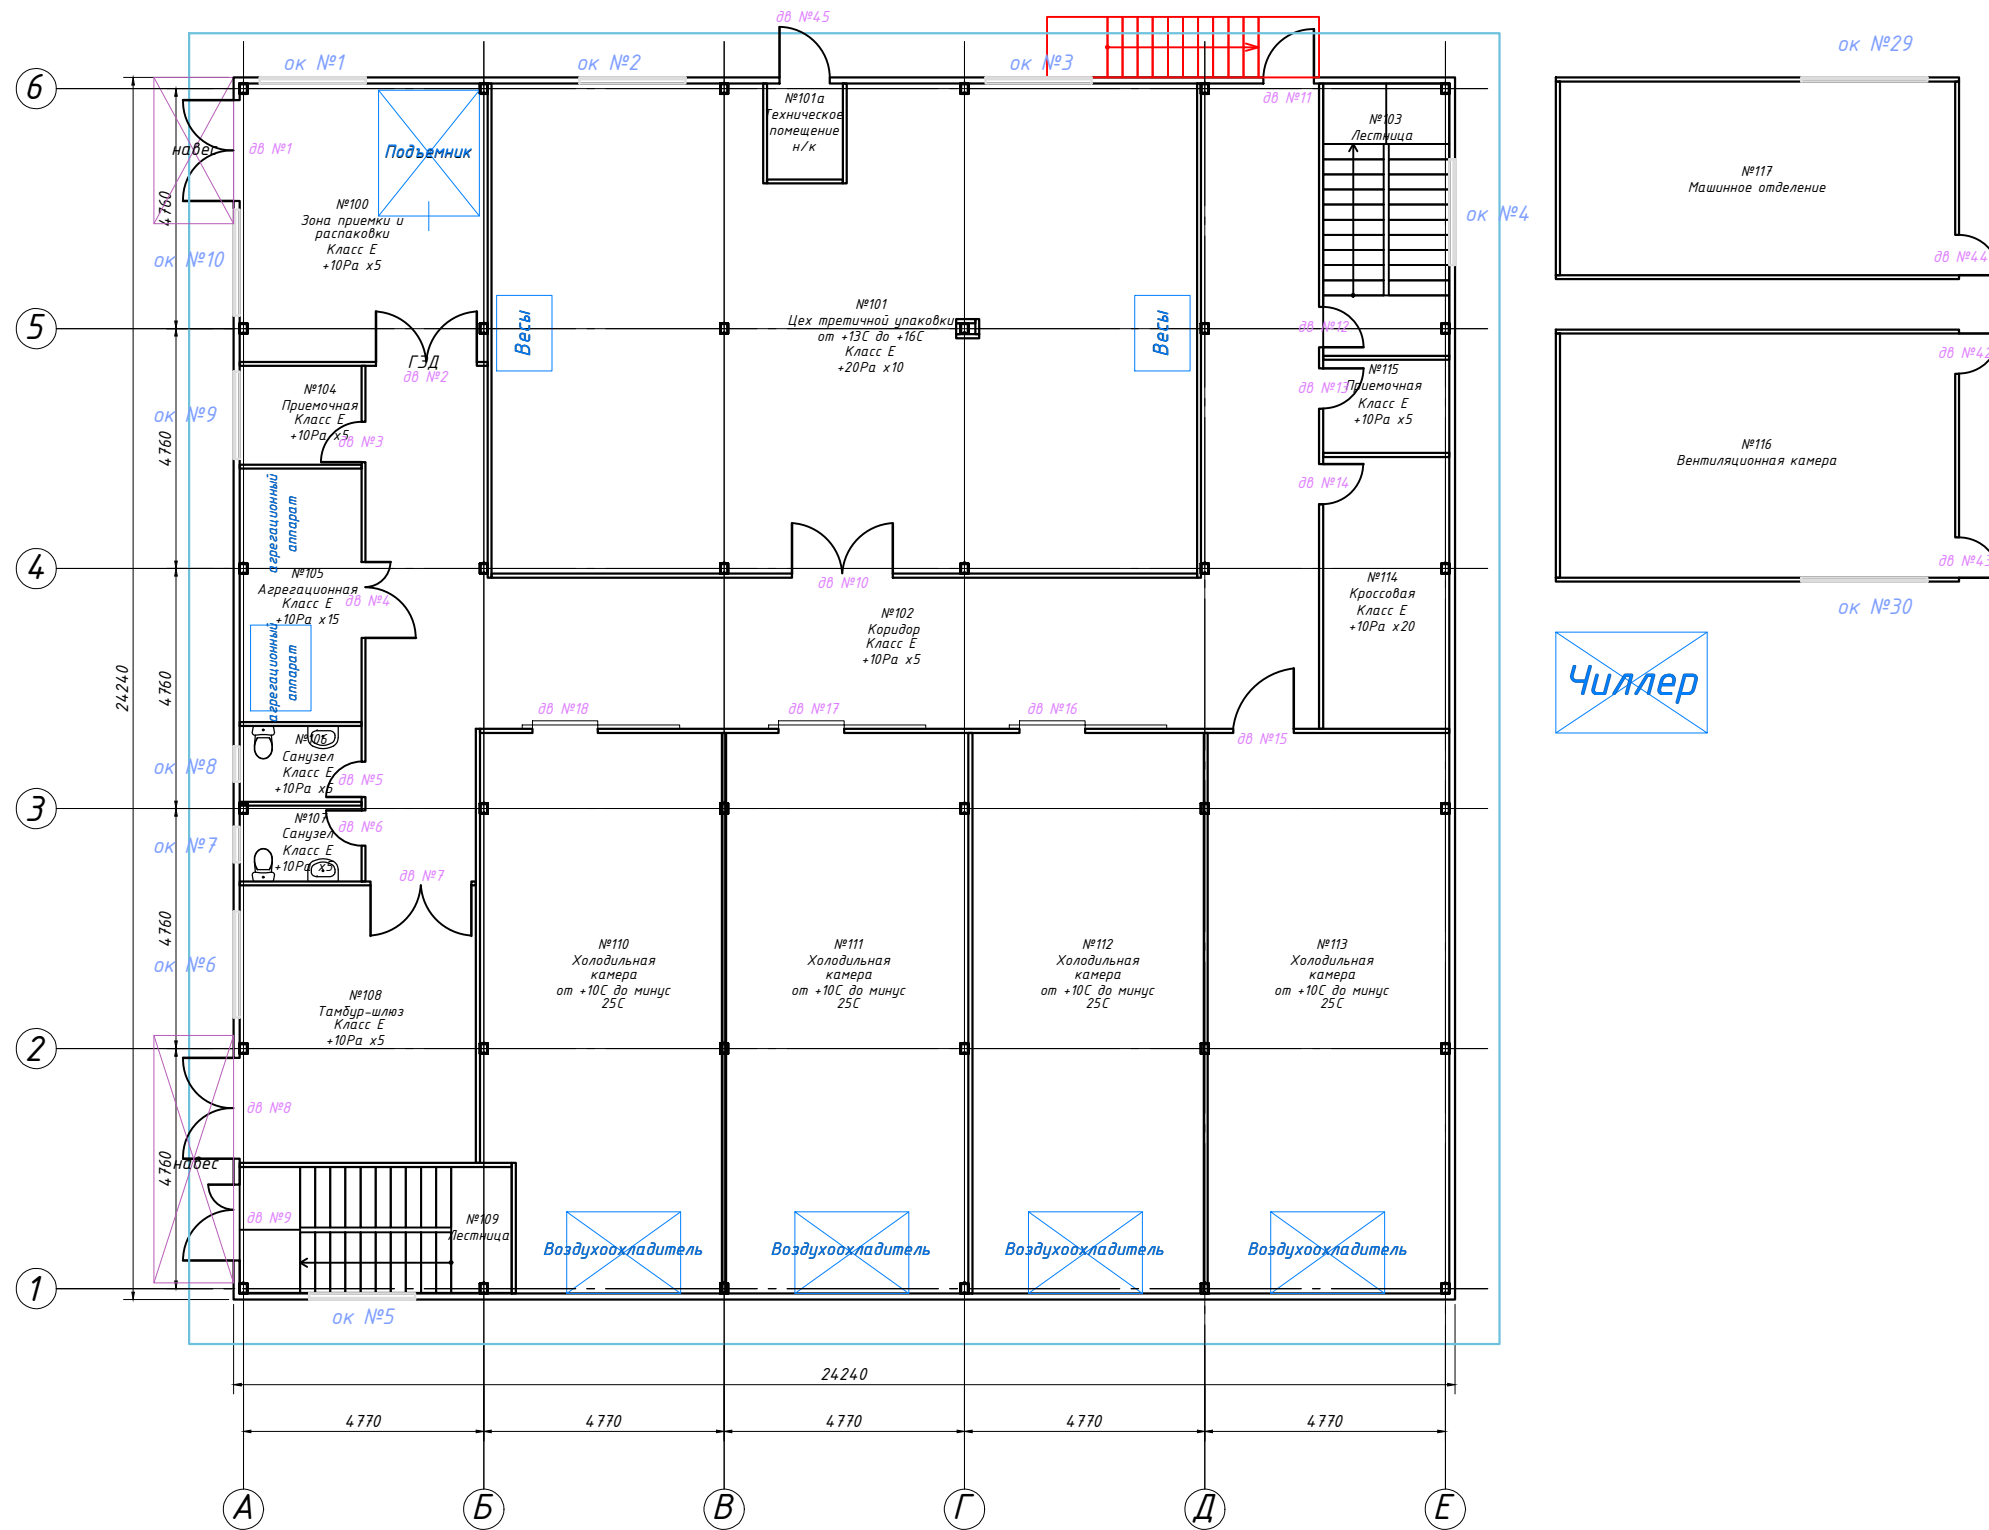 дв №45
ок №1
ок №2
ок №3
ок №29
6
№101а
Техническое
помещение
н/к
дв №11
№103
Лестница
навес
дв №1
Подъемник
№117
Машинное отделение
4760
№100
Зона приемки и
распаковки
Класс Е
+10Ра х5
ок №4
ок №10
дв №44
5
Весы
№101
Цех третичной упаковки
от +13С до +16С
Класс Е
+20Ра х10
Весы
дв №12
дв №42
ГЭД
дв №2
№115
Приемочная
Класс Е
+10Ра х5
дв №13
№104
Приемочная
Класс Е
+10Ра х5
ок №9
дв №3
4760
№116
Вентиляционная камера
дв №14
агрегационный
аппарат
4
№105
Агрегационная
Класс Е
+10Ра х15
дв №4
дв №10
№114
Кроссовая
Класс Е
+10Ра х20
дв №43
ок №30
№102
Коридор
Класс Е
+10Ра х5
агрегационный
аппарат
24240
4760
Чиллер
дв №18
дв №17
дв №16
дв №15
№106
Санузел
Класс Е
+10Ра х5
ок №8
дв №5
3
№107
Санузел
Класс Е
+10Ра х5
ок №7
дв №6
дв №7
4760
ок №6
№110
Холодильная
камера
от +10С до минус
25С
№111
Холодильная
камера
от +10С до минус
25С
№112
Холодильная
камера
от +10С до минус
25С
№113
Холодильная
камера
от +10С до минус
25С
№108
Тамбур-шлюз
Класс Е
+10Ра х5
2
дв №8
4760
навес
дв №9
№109
Лестница
Воздухоохладитель
Воздухоохладитель
Воздухоохладитель
Воздухоохладитель
1
ок №5
24240
4770
4770
4770
4770
4770
А
Б
В
Г
Д
Е